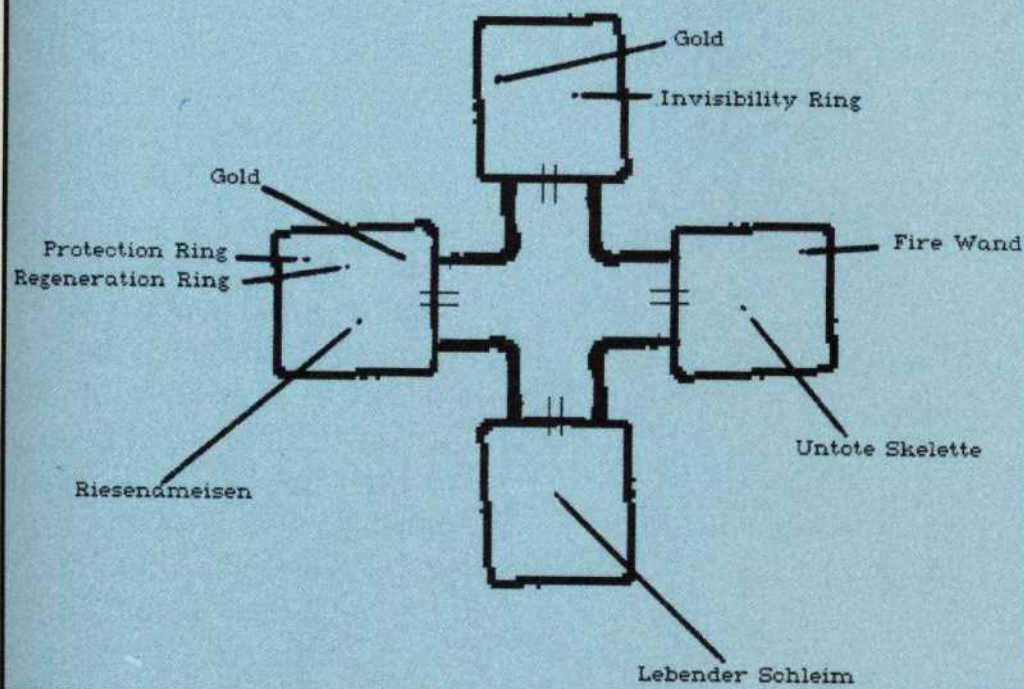 Gold
Invisibility Ring
Gold
Protection Ring
Regeneration Ring
Fire Wand
Untote Skelette
Riesenameisen
Lebender Schleim